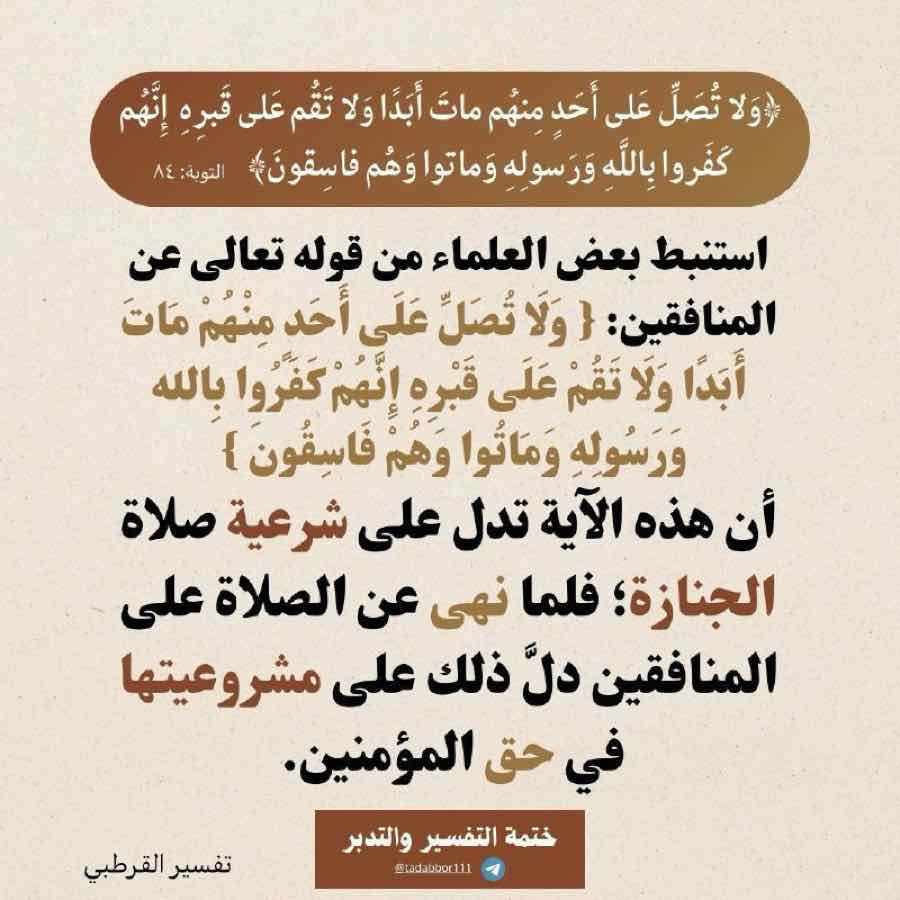 ﴿وَلا تُصَلِّ عَلى أَحَدٍ مِنهُم ماتَ أَبَدًا وَلا تَقُم عَلى قَبرِهِ إِنَّهُم
كَفَروا بِاللَّهِ وَرَسولِهِ وَماتوا وَهُم فاسِقونَ﴾ التوبة: ٨٤
استنبط بعض العلماء من قوله تعالى عن
المنافقين: { وَلَا تُصَلِّ عَلَى أَحَدٍ مِنْهُمْ مَاتَ
أَبَدًا وَلَا تَقُمْ عَلَى قَبْرِهِ إِنَّهُمْ كَفَرُوا بِالله
وَرَسُولِهِ وَمَاتُوا وَهُمْ فَاسِقُون }
أن هذه الآية تدل على شرعية صلاة
الجنازة؛ فلما نهى عن الصلاة على
المنافقين دلَّ ذلك على مشروعيتها
في حق المؤمنين.
ختمة التفسير والتدبر
@tadabbor111
تفسير القرطبي